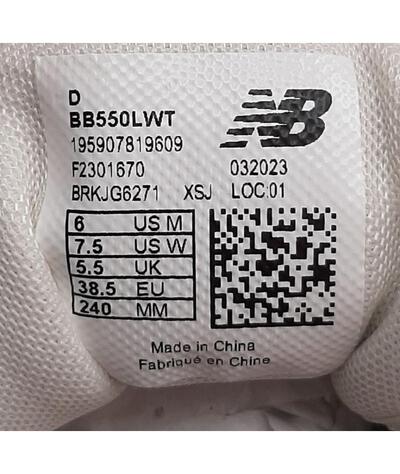 D
BB550LWT
195907819609
F2301670 032023
BRKJG6271 XSJ LOC:01
6 US M
7.5 US W
5.5 UK
38.5 EU
240 MM
NB
Made in China
Fabriqué en Chine